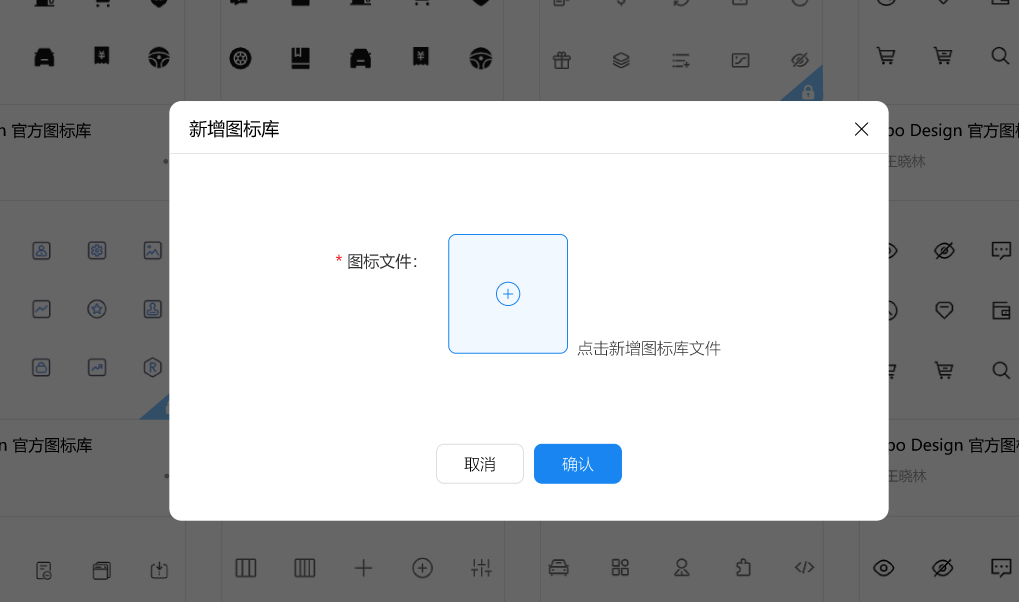 n 官方图标库
新增图标库
oo Design 官方图标
王晓林
* 图标文件:
点击新增图标库文件
n 官方图标库
取消
确认
oo Design 官方图标
王晓林